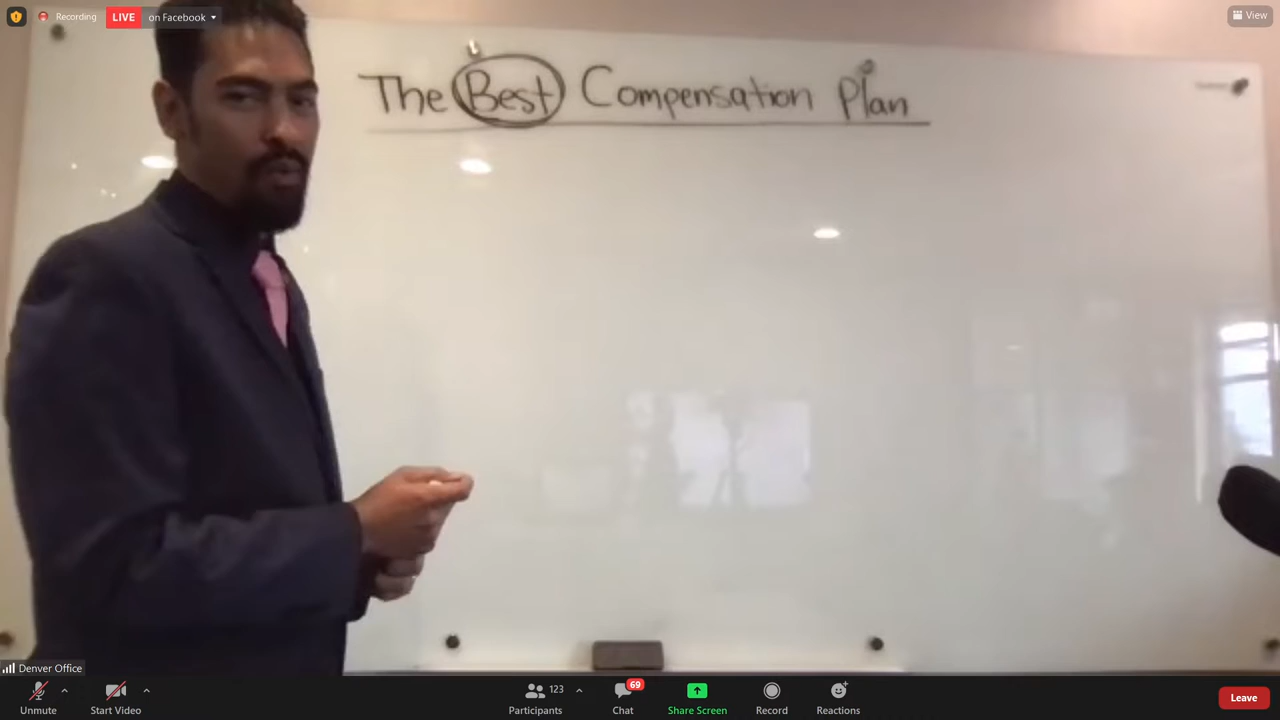 Recording
LIVE on Facebook
View
The Best Compensation Plan
Denver Office
Unmute
Start Video
123
Participants
69
Chat
Share Screen
Record
Reactions
Leave